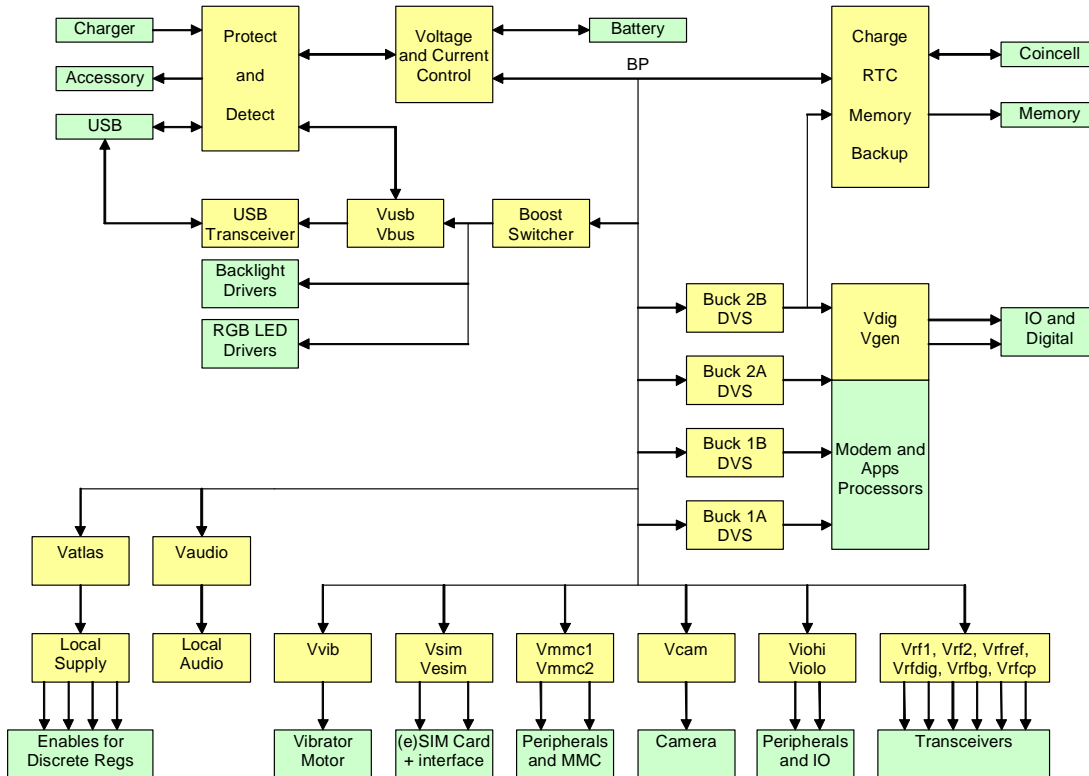 Charger
Accessory
USB
Protect
and
Detect
Voltage
and Current
Control
Battery
BP
Charge
RTC
Memory
Backup
Coincell
Memory
USB
Transceiver
Vusb
Vbus
Boost
Switcher
Backlight
Drivers
RGB LED
Drivers
Buck 2B
DVS
Buck 2A
DVS
Buck 1B
DVS
Buck 1A
DVS
Vdig
Vgen
IO and
Digital
Modem and
Apps
Processors
Vatlas
Vaudio
Local
Supply
Local
Audio
Vvib
Vsim
Vesim
Vmmc1
Vmmc2
Vcam
Viohi
Violo
Vrf1, Vrf2, Vrfref,
Vrfdig, Vrfbg, Vrfcp
Enables for
Discrete Regs
Vibrator
Motor
(e)SIM Card
+ interface
Peripherals
and MMC
Camera
Peripherals
and IO
Transceivers